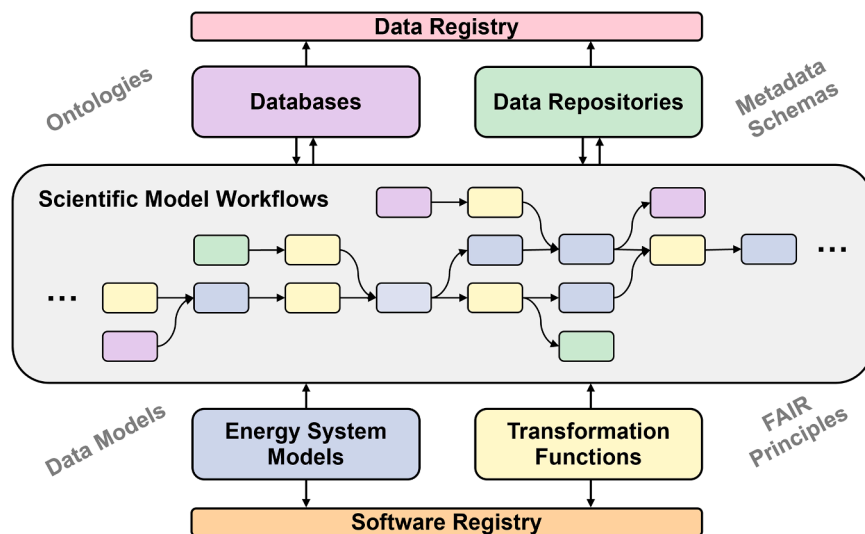 Data Registry
Ontologies
Databases
Data Repositories
Metadata
Schemas
Scientific Model Workflows
...
...
Data Models
Energy System
Models
Transformation
Functions
FAIR
Principles
Software Registry